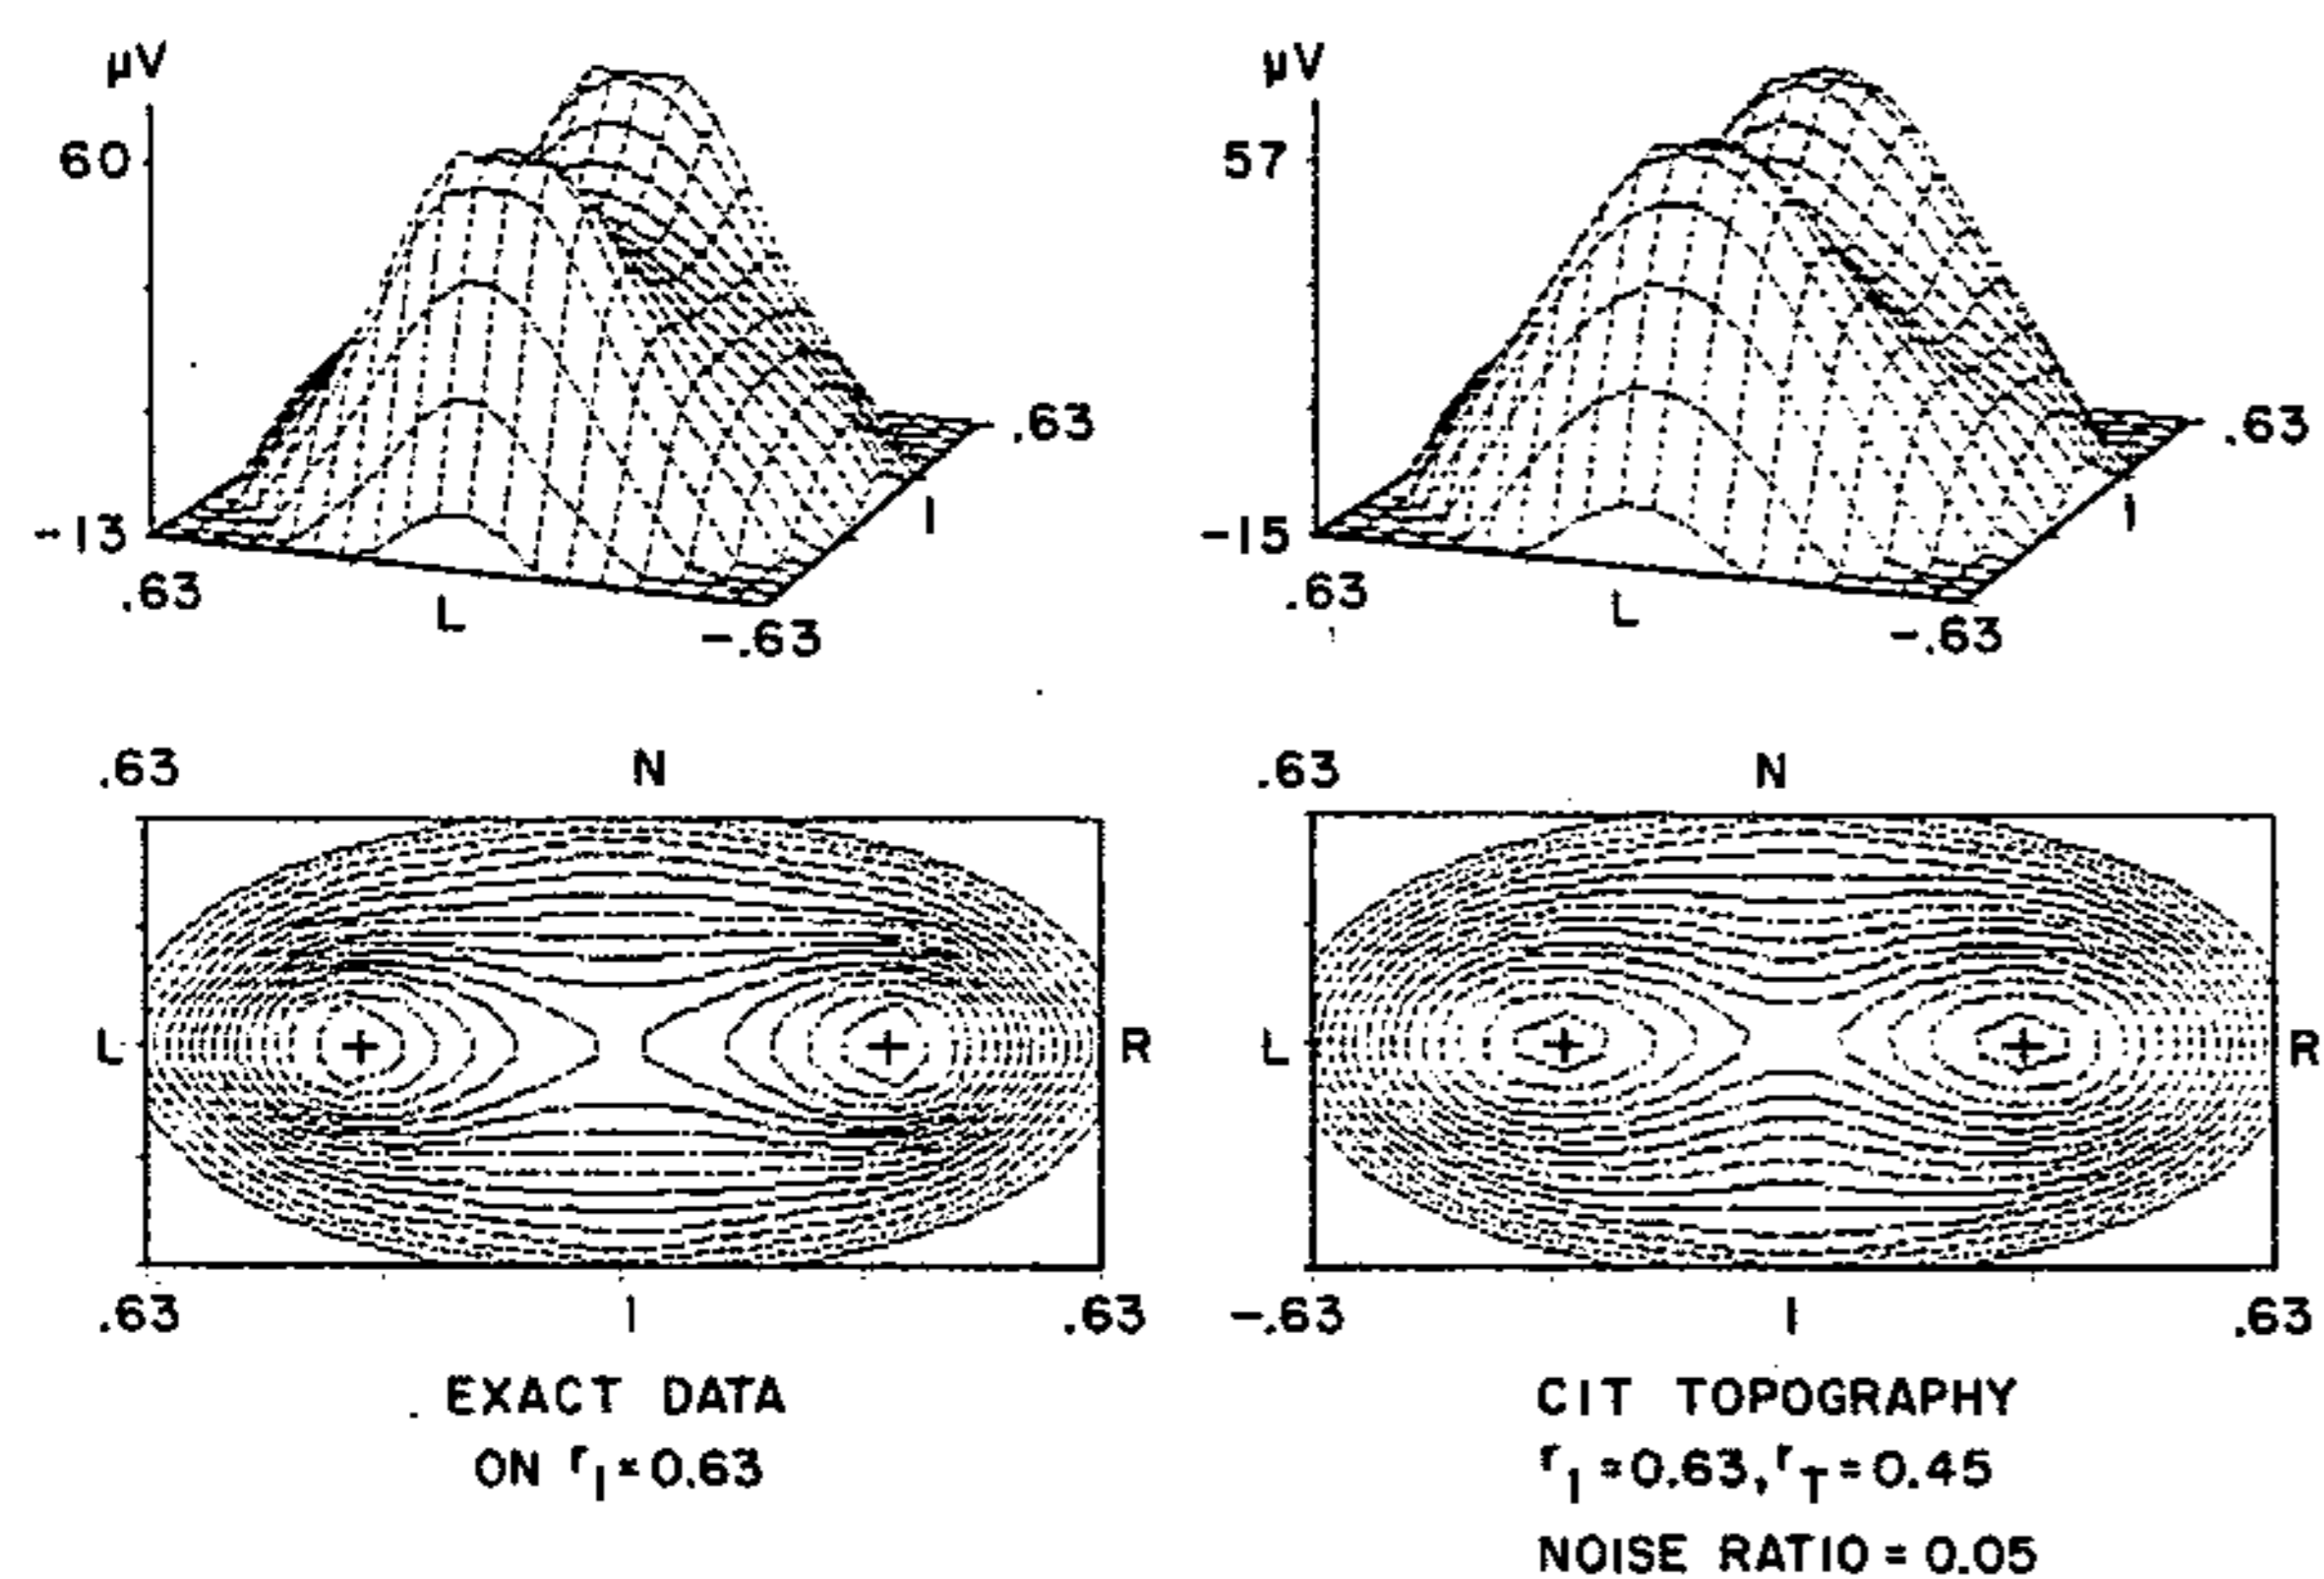 µV
60
-13
.63
L
-.63
I
.63
µV
57
-15
.63
L
-.63
I
.63
.63
N
L
R
.63
I
.63
EXACT DATA
ON r1=0.63
.63
N
L
R
-.63
I
.63
CIT TOPOGRAPHY
r1=0.63, rT=0.45
NOISE RATIO = 0.05